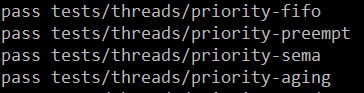 pass tests/threads/priority-fifo
pass tests/threads/priority-preempt
pass tests/threads/priority-sema
pass tests/threads/priority-aging